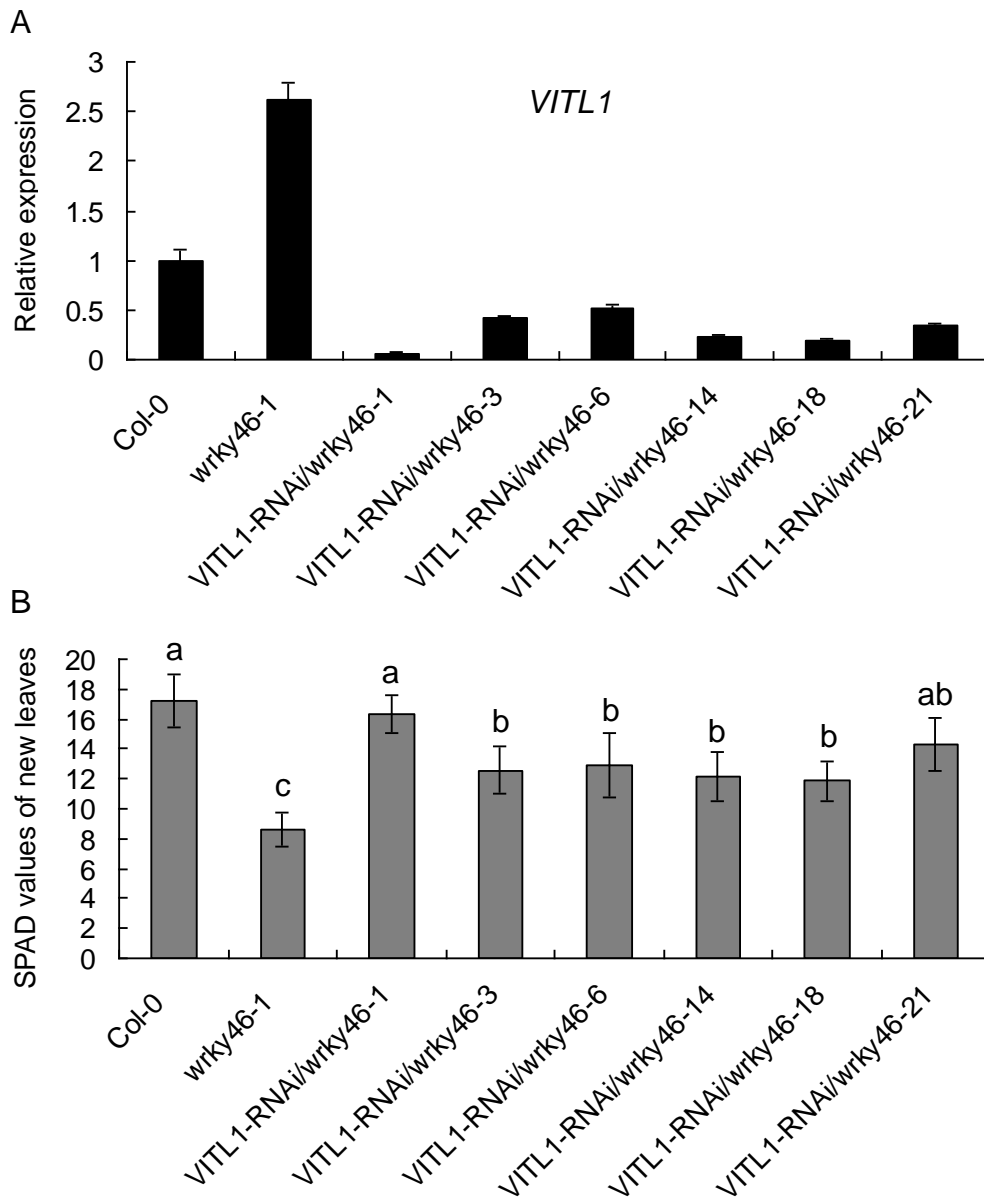 A
Relative expression
3
2.5
2
1.5
1
0.5
0
VITL1
Col-0
wrky46-1
VITL1-RNAi/wrky46-1
VITL1-RNAi/wrky46-3
VITL1-RNAi/wrky46-6
VITL1-RNAi/wrky46-14
VITL1-RNAi/wrky46-18
VITL1-RNAi/wrky46-21
B
SPAD values of new leaves
20
18
16
14
12
10
8
6
4
2
0
a
c
a
b
b
b
b
ab
Col-0
wrky46-1
VITL1-RNAi/wrky46-1
VITL1-RNAi/wrky46-3
VITL1-RNAi/wrky46-6
VITL1-RNAi/wrky46-14
VITL1-RNAi/wrky46-18
VITL1-RNAi/wrky46-21